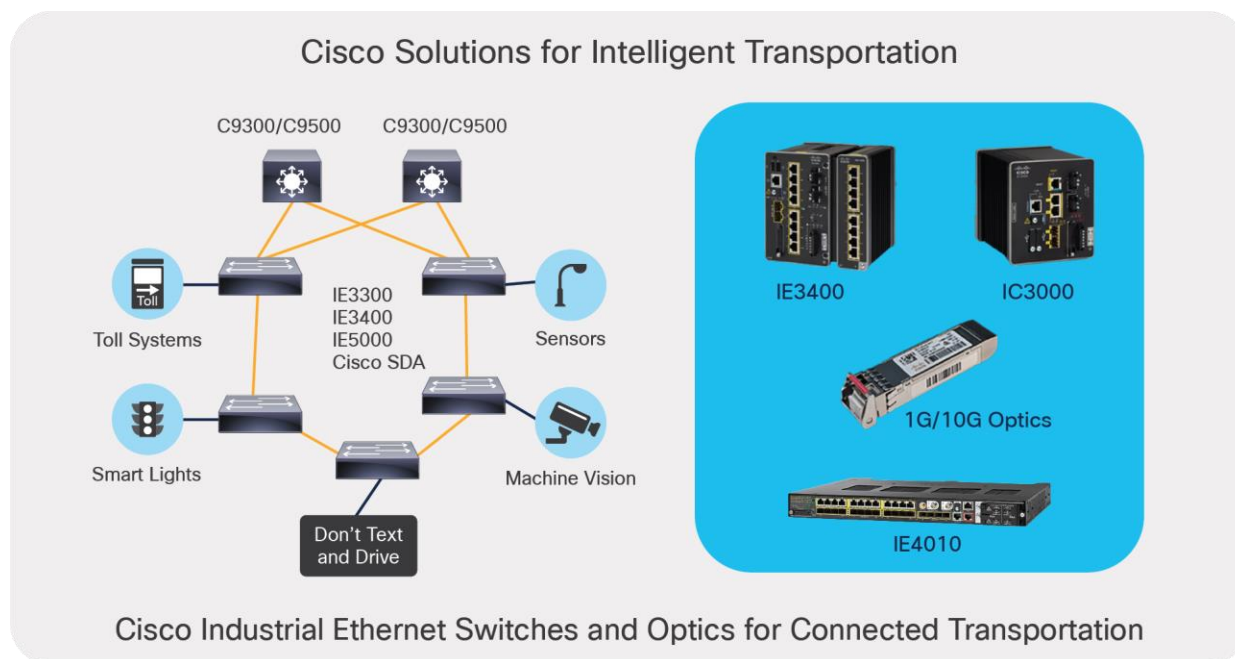 Cisco Solutions for Intelligent Transportation
C9300/C9500
C9300/C9500
Toll
Toll Systems
IE3300
IE3400
IE5000
Cisco SDA
Sensors
Smart Lights
Machine Vision
Don't Text
and Drive
IE3400
IC3000
1G/10G Optics
IE4010
Cisco Industrial Ethernet Switches and Optics for Connected Transportation